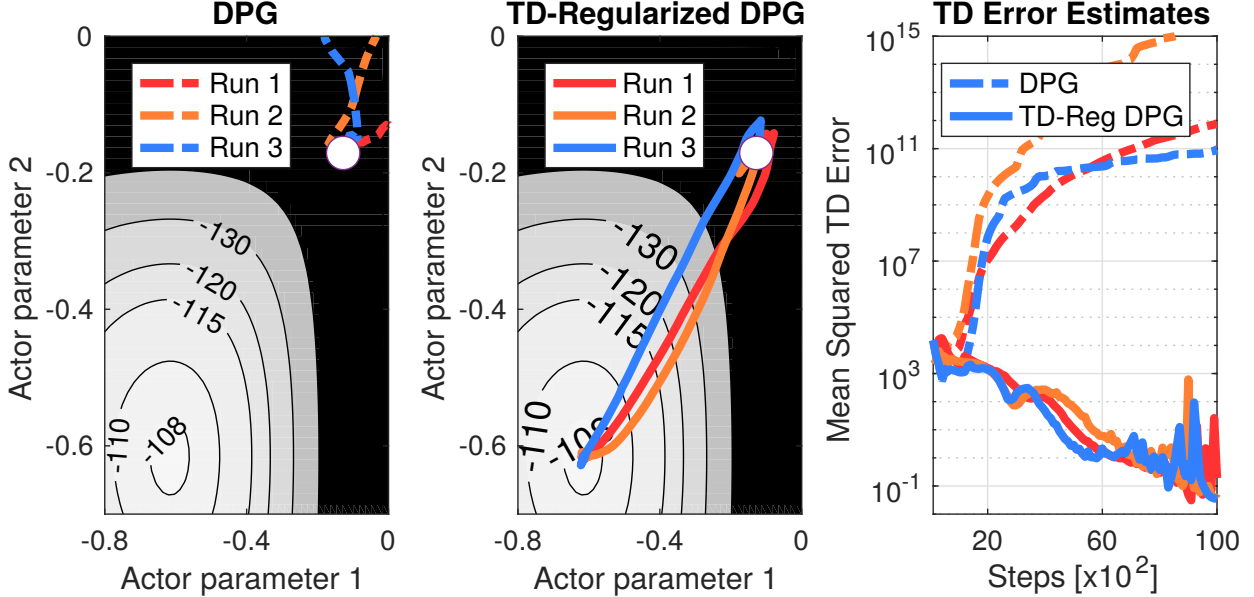 DPG
TD-Regularized DPG
TD Error Estimates
Actor parameter 2
0
-0.2
-0.4
-0.6
Run 1
Run 2
Run 3
-130
-120
-115
-110
-108
-0.8
-0.4
0
Actor parameter 1
Actor parameter 2
0
-0.2
-0.4
-0.6
Run 1
Run 2
Run 3
-130
-120
-115
-110
-108
-0.8
-0.4
0
Actor parameter 1
Mean Squared TD Error
10^15
10^11
10^7
10^3
10^-1
DPG
TD-Reg DPG
20
60
100
Steps [x10^2]